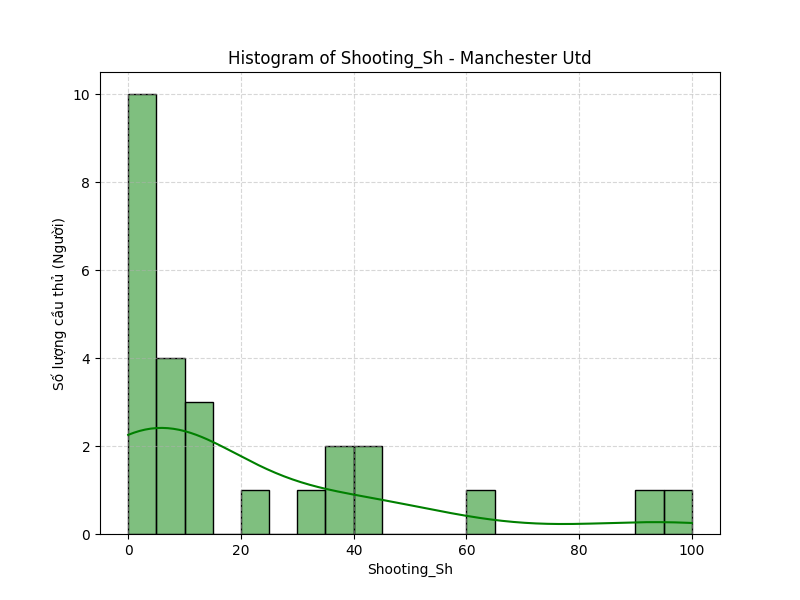 Histogram of Shooting_Sh - Manchester Utd
Số lượng cầu thủ (Người)
10
8
6
4
2
0
0 20 40 60 80 100
Shooting_Sh